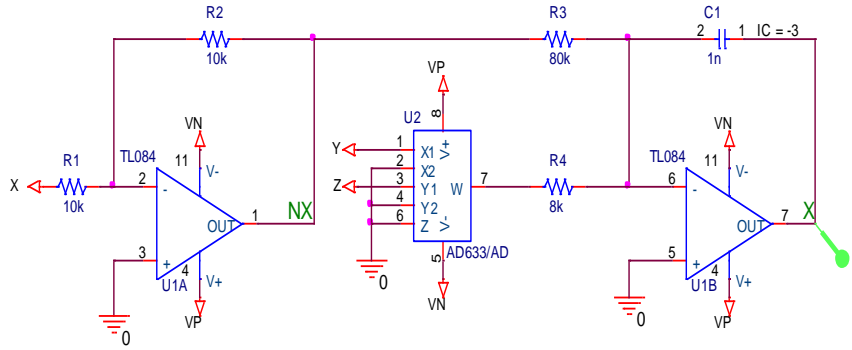 R2
10k
R3
80k
C1
2 1 IC = -3
1n
VP
8
U2
VN
11
V-
TL084
R1
X
10k
2
-
OUT
1
NX
3
+
4
V+
U1A
VP
0
Y
1
X1
V+
2
X2
Z
3
Y1
W
7
4
Y2
6
Z
V-
AD633/AD
5
VN
0
R4
8k
VN
11
V-
TL084
6
-
OUT
7
X
5
+
4
V+
U1B
VP
0